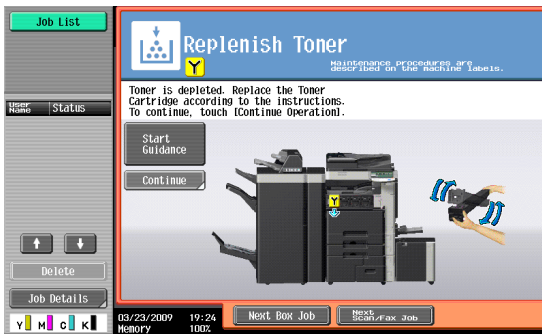 Job List
Replenish Toner
Y
Maintenance procedures are
described on the machine labels.
Toner is depleted. Replace the Toner
Cartridge according to the instructions.
To continue, touch [Continue Operation].
User
Name
Status
Start
Guidance
Continue
Y
Delete
Job Details
Y M C K
03/23/2009 19:24
Memory 100%
Next Box Job
Next
Scan/Fax Job